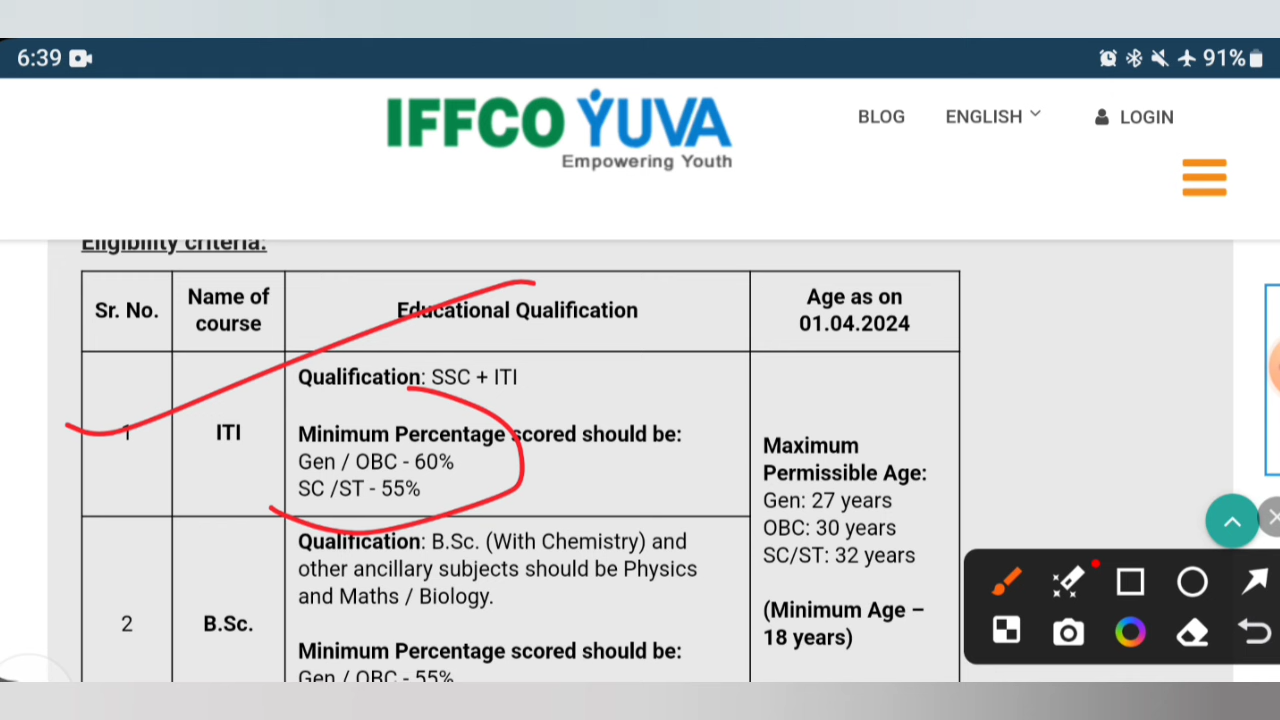 6:39
91%
IFFCO YUVA
Empowering Youth
BLOG
ENGLISH
LOGIN
Eligibility criteria:
Sr. No.
Name of
course
Educational Qualification
Age as on
01.04.2024
1
ITI
Qualification: SSC + ITI
Minimum Percentage scored should be:
Gen / OBC - 60%
SC /ST - 55%
Maximum
Permissible Age:
Gen: 27 years
OBC: 30 years
SC/ST: 32 years
(Minimum Age –
18 years)
2
B.Sc.
Qualification: B.Sc. (With Chemistry) and
other ancillary subjects should be Physics
and Maths / Biology.
Minimum Percentage scored should be:
Gen / OBC - 55%